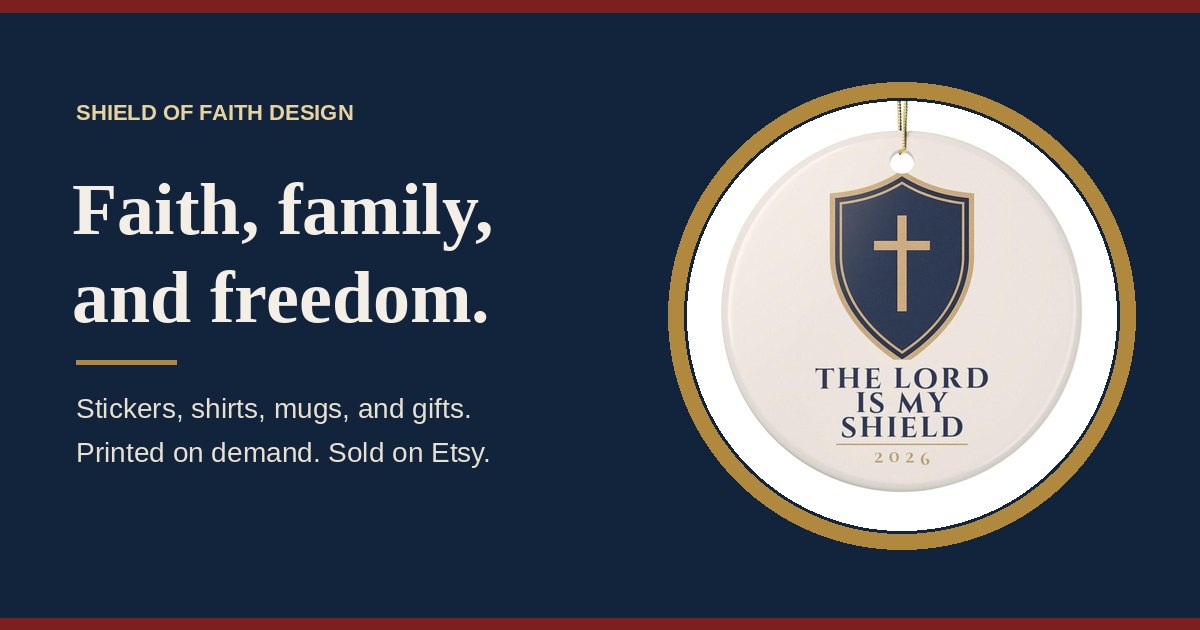 SHIELD OF FAITH DESIGN
Faith, family,
and freedom.
Stickers, shirts, mugs, and gifts.
Printed on demand. Sold on Etsy.
THE LORD
IS MY
SHIELD
2026